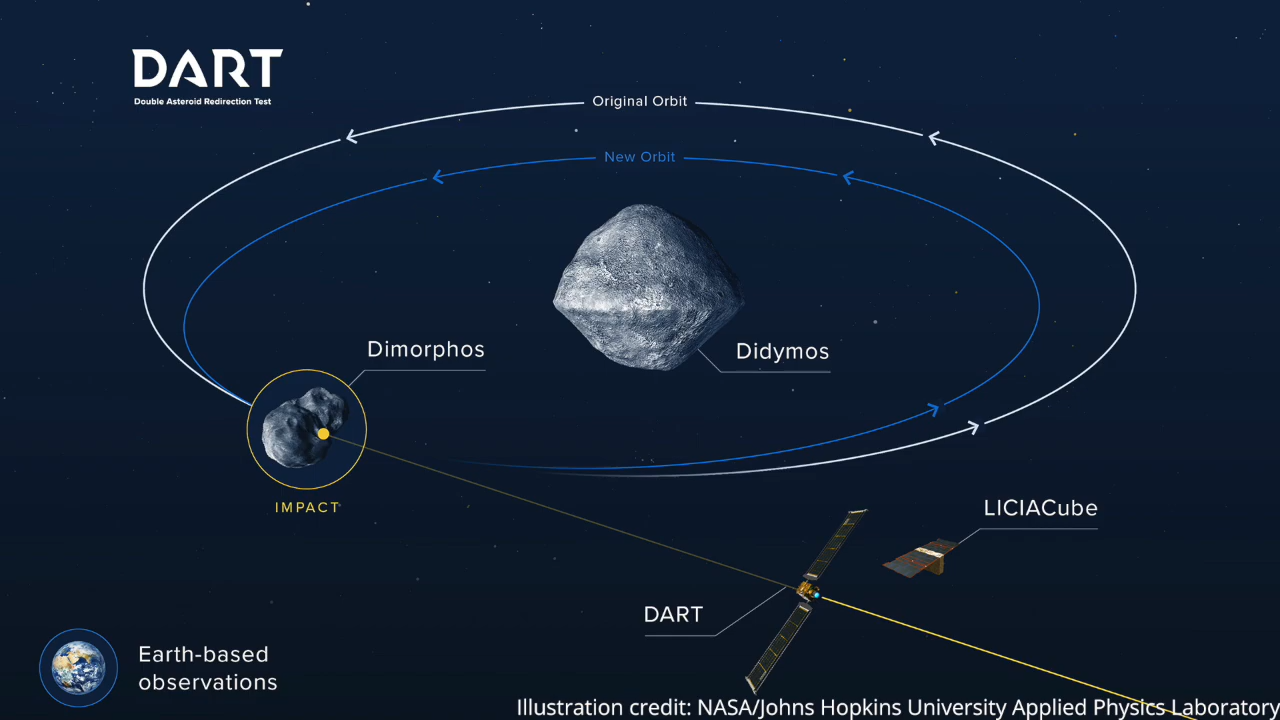 DART
Double Asteroid Redirection Test
Original Orbit
New Orbit
Dimorphos
Didymos
IMPACT
LICIACube
DART
Earth-based
observations
Illustration credit: NASA/Johns Hopkins University Applied Physics Laboratory